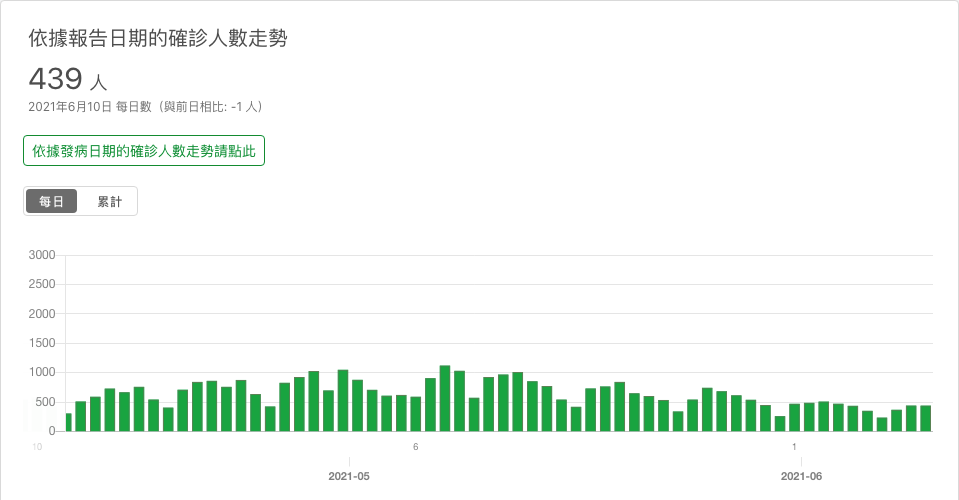 依據報告日期的確診人數走勢
439 人
2021年6月10日 每日數（與前日相比: -1 人）
依據發病日期的確診人數走勢請點此
每日 累計
3000
2500
2000
1500
1000
500
0
10 6 1
2021-05 2021-06